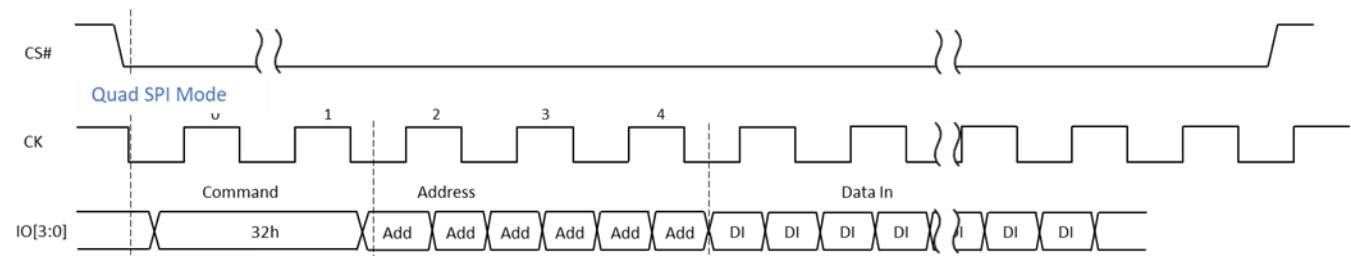 CS#
Quad SPI Mode
1 2 3 4
CK
Command Address Data In
IO[3:0] 32h Add Add Add Add Add Add DI DI DI DI DI DI